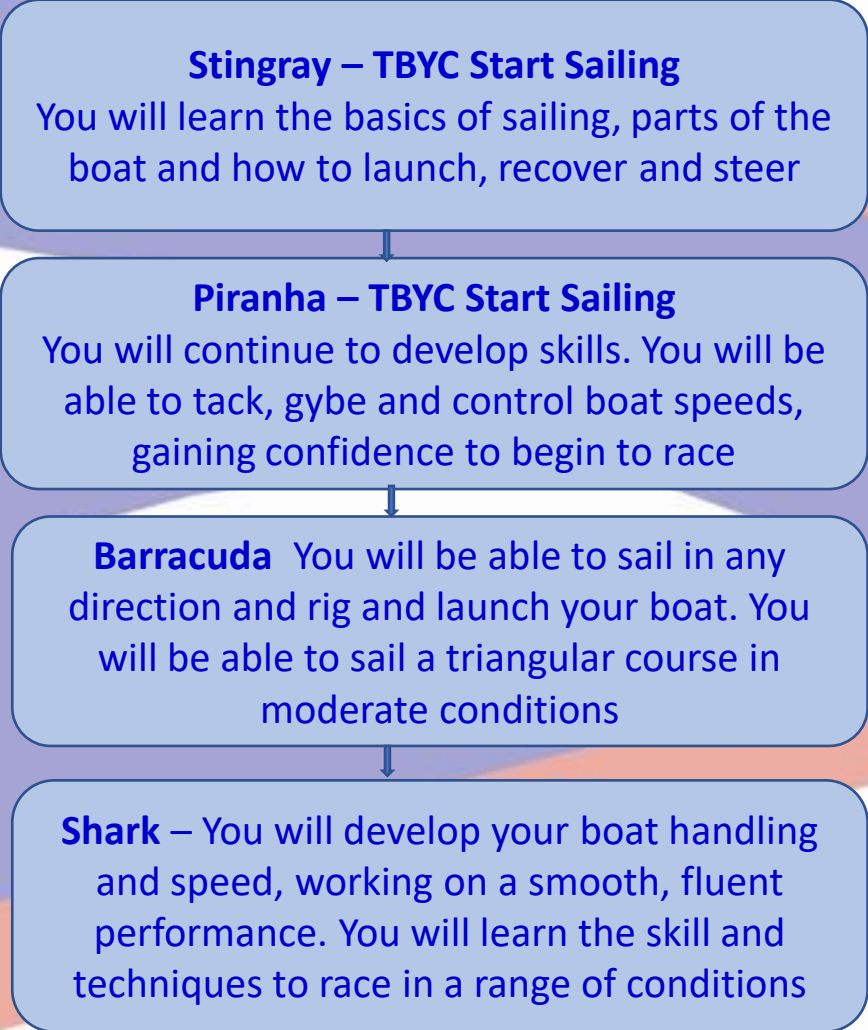 Stingray – TBYC Start Sailing
You will learn the basics of sailing, parts of the
boat and how to launch, recover and steer
Piranha – TBYC Start Sailing
You will continue to develop skills. You will be
able to tack, gybe and control boat speeds,
gaining confidence to begin to race
Barracuda  You will be able to sail in any
direction and rig and launch your boat. You
will be able to sail a triangular course in
moderate conditions
Shark – You will develop your boat handling
and speed, working on a smooth, fluent
performance. You will learn the skill and
techniques to race in a range of conditions